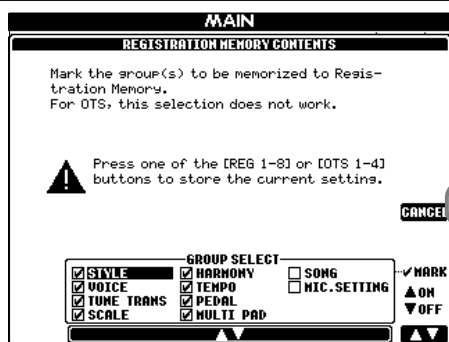 MAIN
REGISTRATION MEMORY CONTENTS
Mark the group(s) to be memorized to Regis-
tration Memory.
For OTS, this selection does not work.
Press one of the [REG 1-8] or [OTS 1-4]
buttons to store the current setting.
CANCEL
GROUP SELECT
STYLE HARMONY SONG MARK
VOICE TEMPO MIC.SETTING ON
TUNE TRANS PEDAL OFF
SCALE MULTI PAD